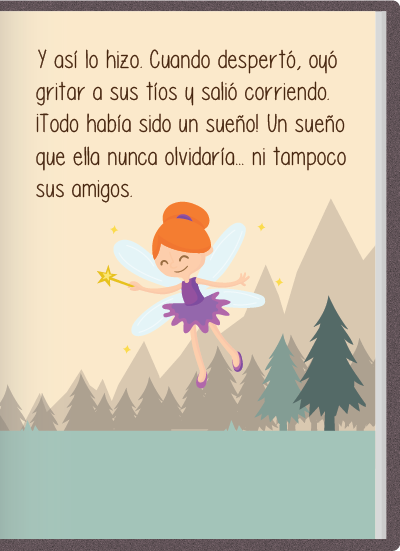 Y así lo hizo. Cuando despertó, oyó
gritar a sus tíos y salió corriendo.
¡Todo había sido un sueño! Un sueño
que ella nunca olvidaría... ni tampoco
sus amigos.